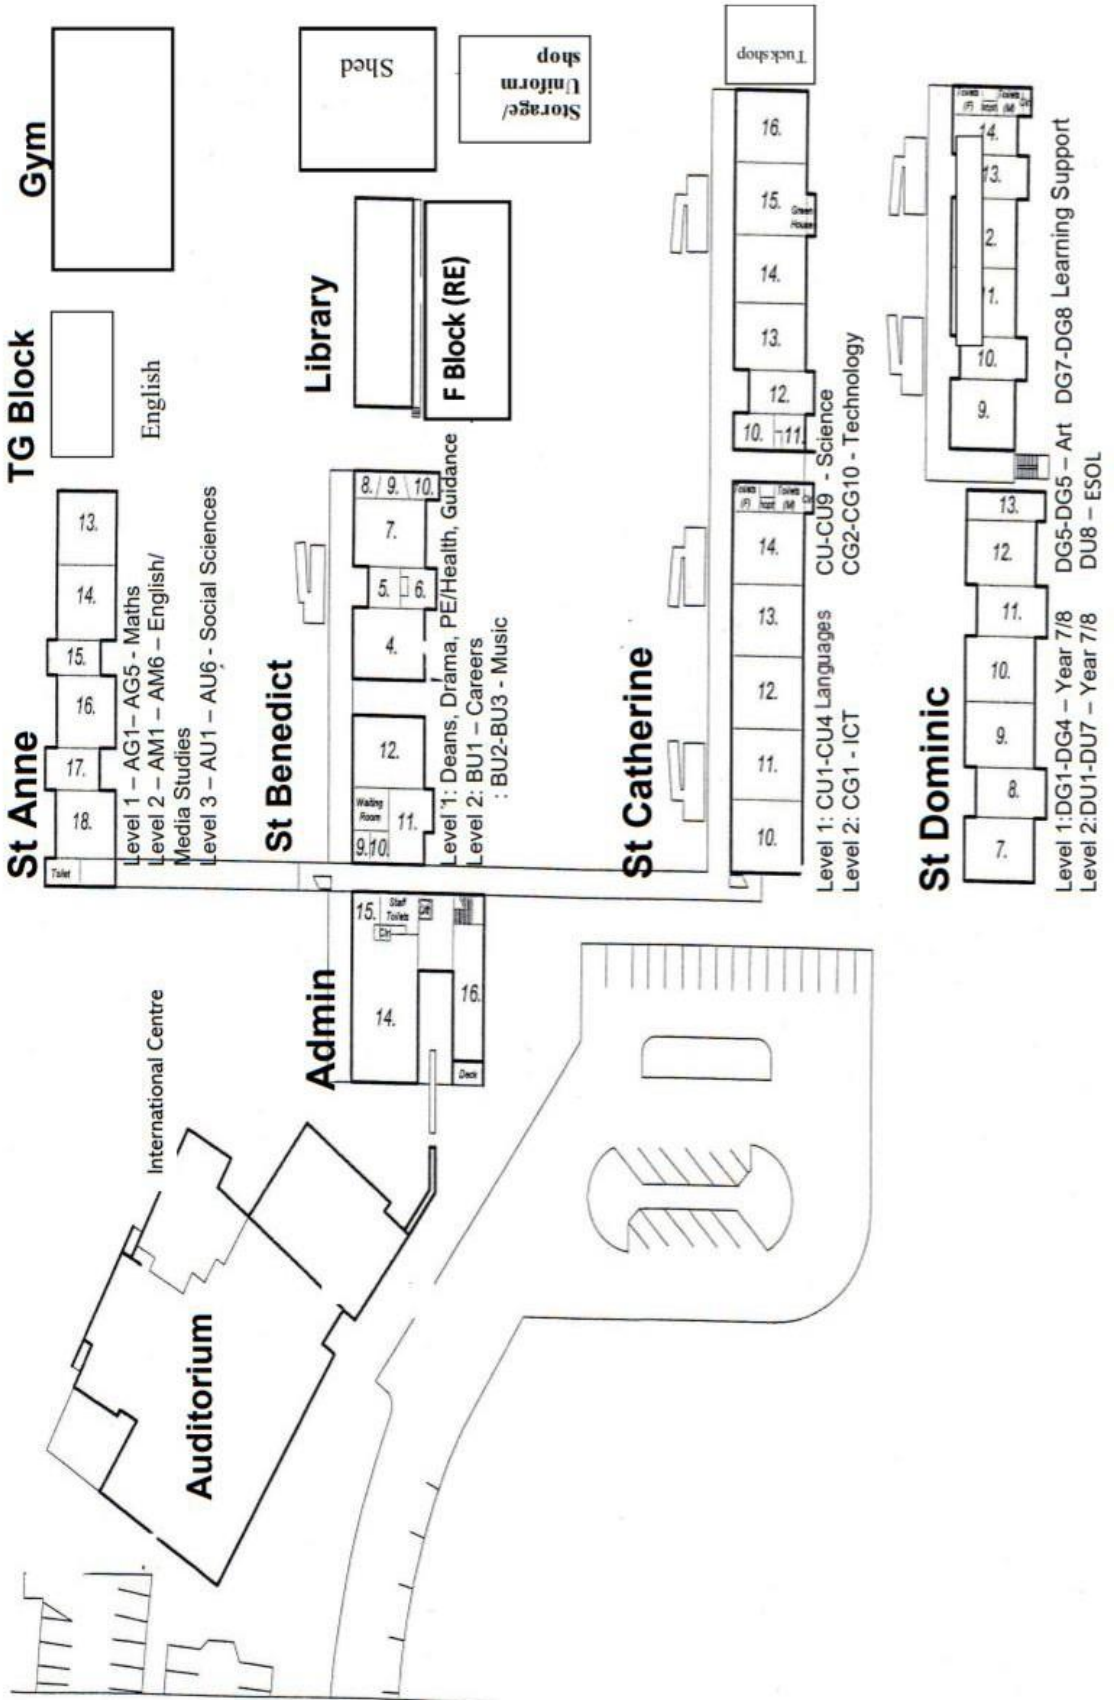 St Anne
TG Block
Gym
Toilet
18.
17.
16.
15.
14.
13.
English
Level 1 – AG1– AG5 - Maths
Level 2 – AM1 – AM6 – English/
Media Studies
Level 3 – AU1 – AU6 - Social Sciences
International Centre
Auditorium
Admin
14.
15.
Staff
Toilets
Clr
16.
Deck
St Benedict
9.
10.
Waiting
Room
11.
12.
4.
5.
6.
7.
8.
9.
10.
Level 1: Deans, Drama, PE/Health, Guidance
Level 2: BU1 – Careers
: BU2-BU3 - Music
Library
F Block (RE)
Shed
Storage/
Uniform
shop
St Catherine
10.
11.
12.
13.
14.
Toilets
(F)
Toilets
(M)
Clr
10.
11.
12.
13.
14.
15.
Green
House
16.
Tuckshop
Level 1: CU1-CU4 Languages CU-CU9 - Science
Level 2: CG1 - ICT CG2-CG10 - Technology
St Dominic
7.
8.
9.
10.
11.
12.
13.
9.
10.
1.
2.
13.
14.
Toilets
(F)
Toilets
(M)
Clr
Level 1:DG1-DG4 – Year 7/8 DG5-DG5 – Art DG7-DG8 Learning Support
Level 2:DU1-DU7 – Year 7/8 DU8 – ESOL